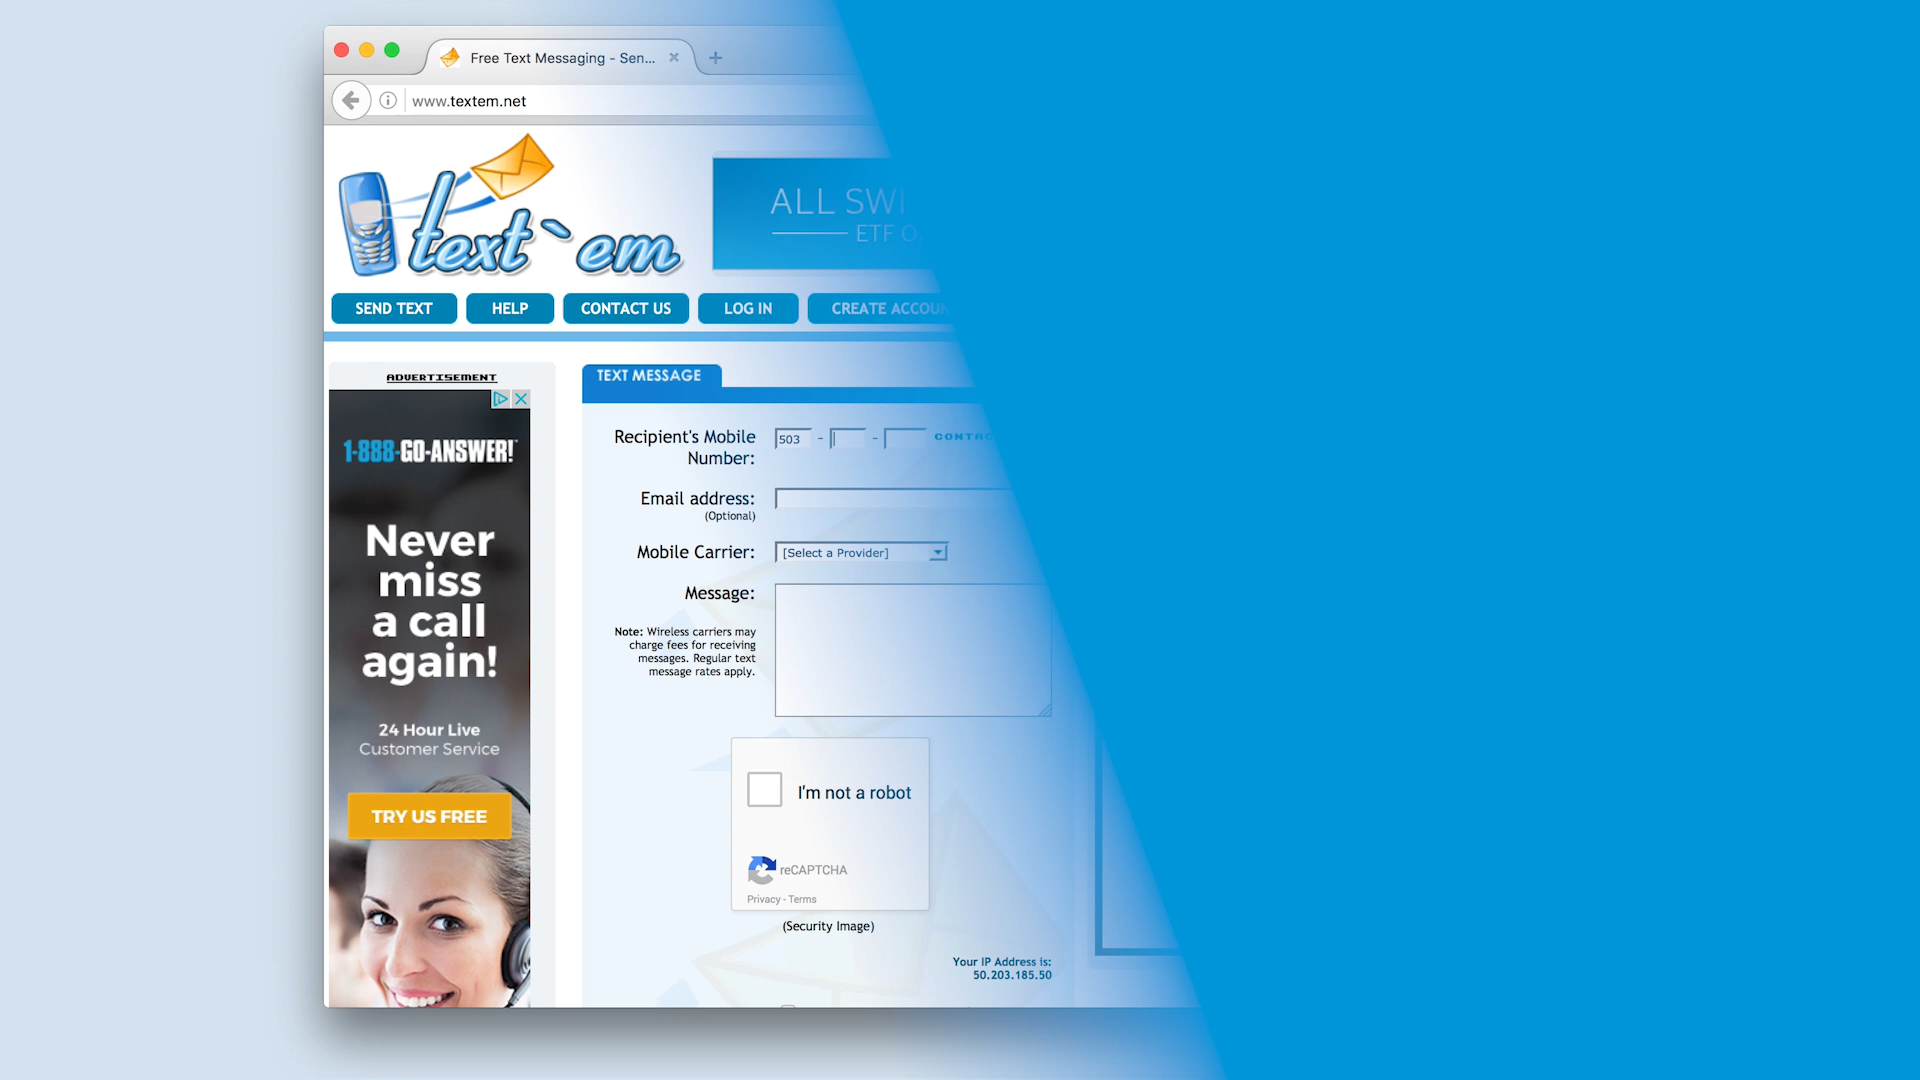 Free Text Messaging - Sen...
www.textem.net
text`em
ALL
ETF
SEND TEXT
HELP
CONTACT US
LOG IN
CREATE ACCOUN
ADVERTISEMENT
1-888-GO-ANSWER!
Never
miss
a call
again!
24 Hour Live
Customer Service
TRY US FREE
TEXT MESSAGE
Recipient's Mobile
Number:
503 - -
Email address:
(Optional)
Mobile Carrier:
[Select a Provider]
Message:
Note: Wireless carriers may
charge fees for receiving
messages. Regular text
message rates apply.
I'm not a robot
reCAPTCHA
Privacy - Terms
(Security Image)
Your IP Address is:
50.203.185.50